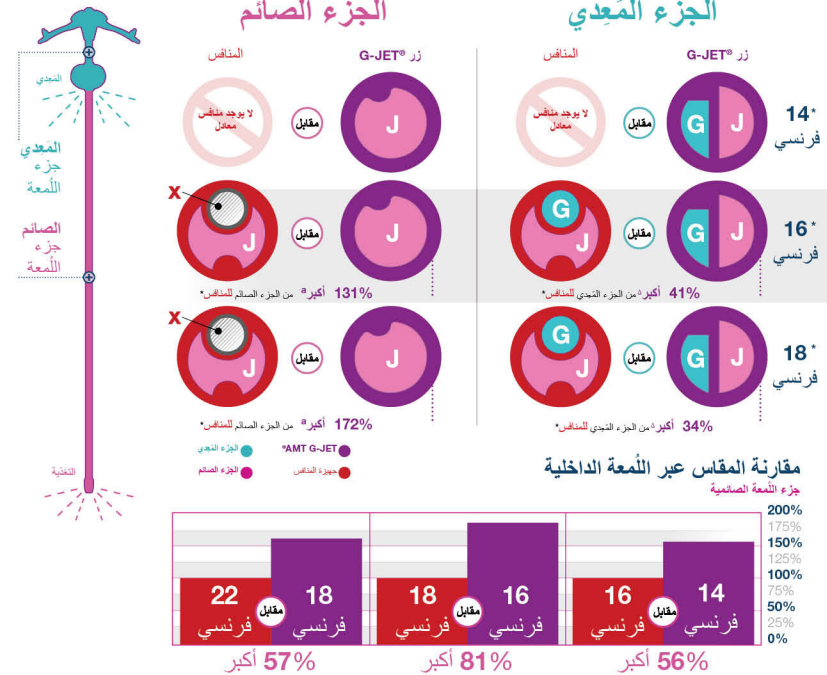 الجزء المَعِدي
الجزء الصائم
زر G-JET®
المنافس
زر G-JET®
المنافس
14*
فرنسي
G J
مقابل
لا يوجد منافس
معادل
J
مقابل
لا يوجد منافس
معادل
16*
فرنسي
G J
مقابل
G
J
41% أكبر∆ من الجزء المَعِدي للمنافس*
J
مقابل
X
J
131% أكبر a من الجزء الصائم للمنافس*
18*
فرنسي
G J
مقابل
G
J
34% أكبر∆ من الجزء المَعِدي للمنافس*
J
مقابل
X
J
172% أكبر a من الجزء الصائم للمنافس*
المَعِدي
المَعِدي
جزء
اللُمعة
الصائم
جزء
اللُمعة
التغذية
AMT G-JET®
الجزء المَعِدي
جهيزة المنافس
الجزء الصائم
مقارنة المقاس عبر اللُمعة الداخلية
جزء اللُمعة الصائمية
200%
175%
150%
125%
100%
75%
50%
25%
0%
14
فرنسي
مقابل
16
فرنسي
56% أكبر
16
فرنسي
مقابل
18
فرنسي
81% أكبر
18
فرنسي
مقابل
22
فرنسي
57% أكبر